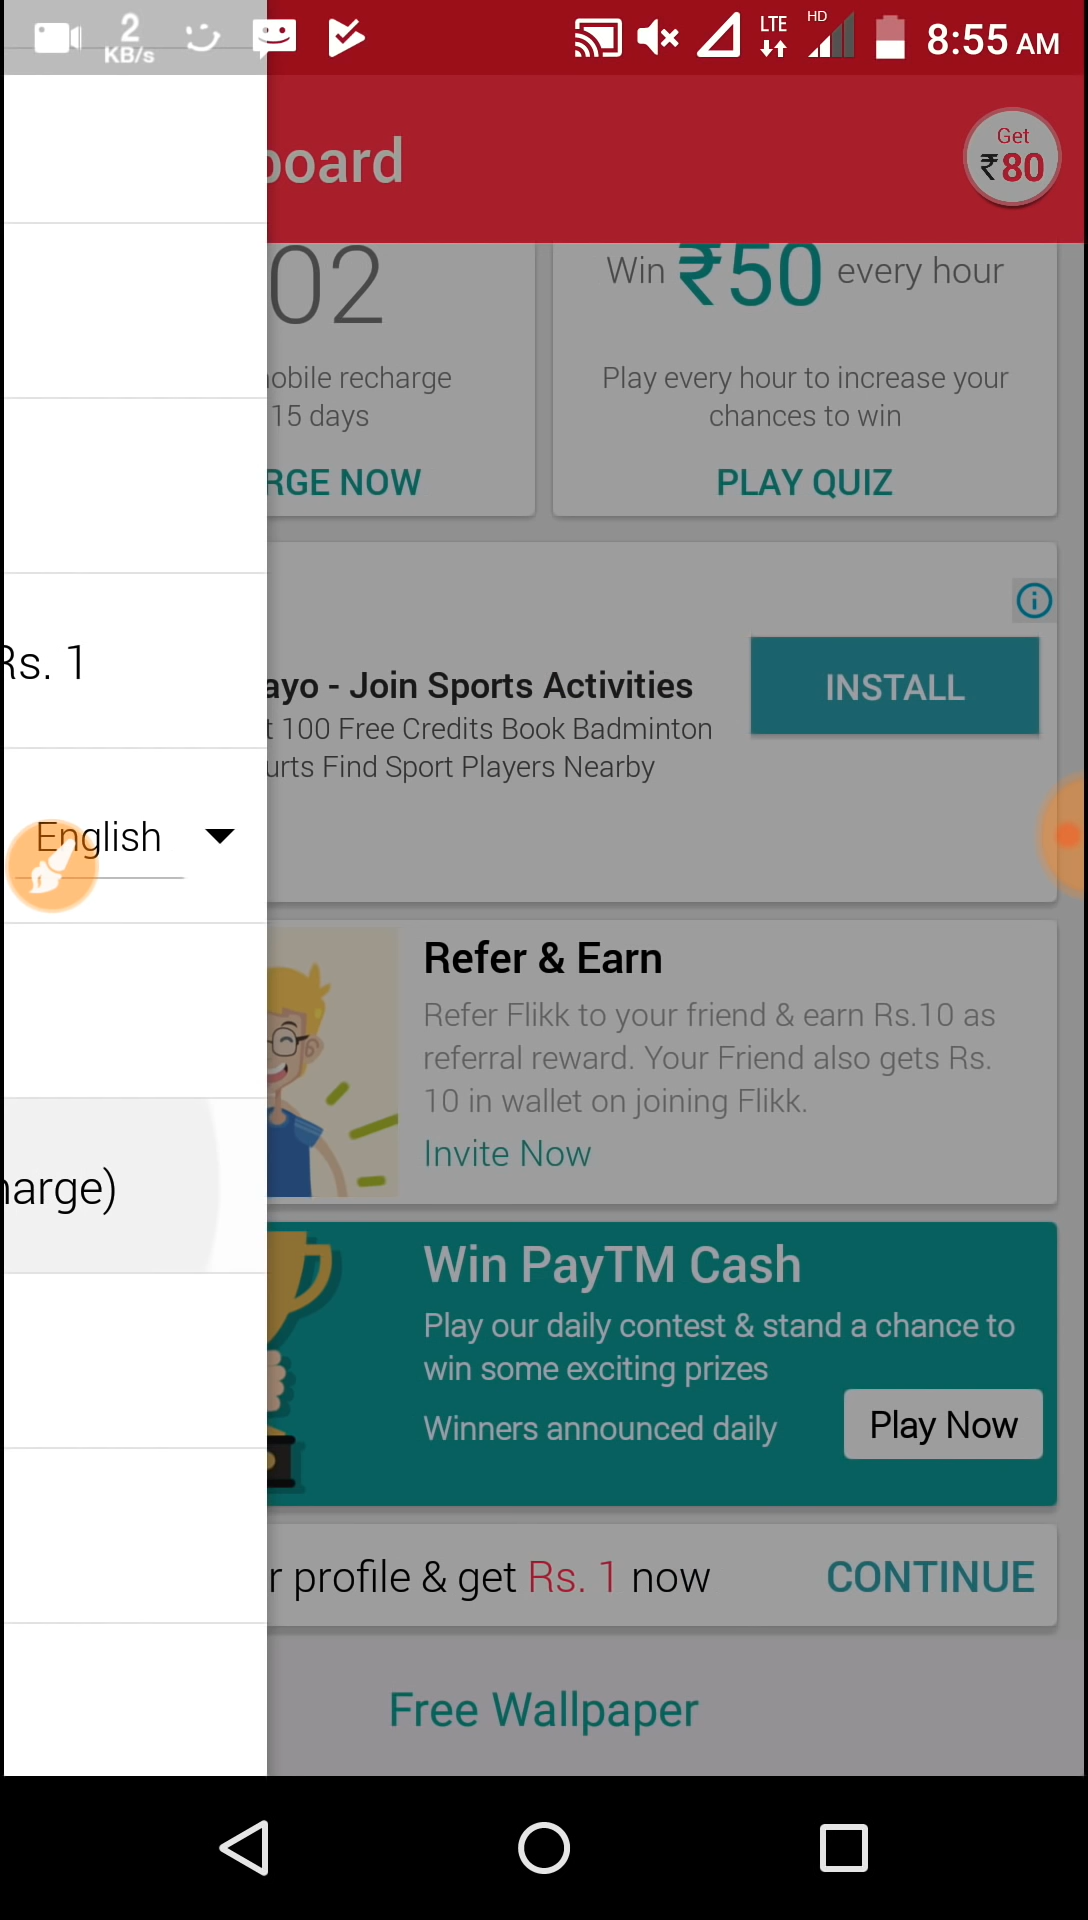 2
KB/s
LTE
HD
8:55 AM
board
Get
₹80
02
Win ₹50 every hour
mobile recharge
15 days
Play every hour to increase your
chances to win
RGE NOW
PLAY QUIZ
Rs. 1
ayo - Join Sports Activities
t 100 Free Credits Book Badminton
urts Find Sport Players Nearby
INSTALL
English
Refer & Earn
Refer Flikk to your friend & earn Rs.10 as
referral reward. Your Friend also gets Rs.
10 in wallet on joining Flikk.
Invite Now
harge)
Win PayTM Cash
Play our daily contest & stand a chance to
win some exciting prizes
Winners announced daily
Play Now
r profile & get Rs. 1 now
CONTINUE
Free Wallpaper